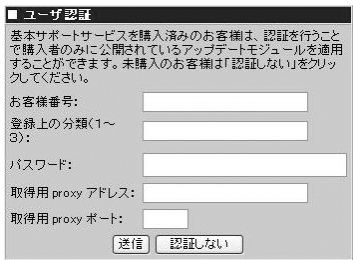 ■ ユーザ認証
基本サポートサービスを購入済みのお客様は、認証を行うこと
で購入者のみに公開されているアップデートモジュールを適用
することができます。未購入のお客様は「認証しない」をクリッ
クしてください。
お客様番号:
登録上の分類(1～
3):
パスワード:
取得用 proxy アドレス:
取得用 proxy ポート:
送信 認証しない